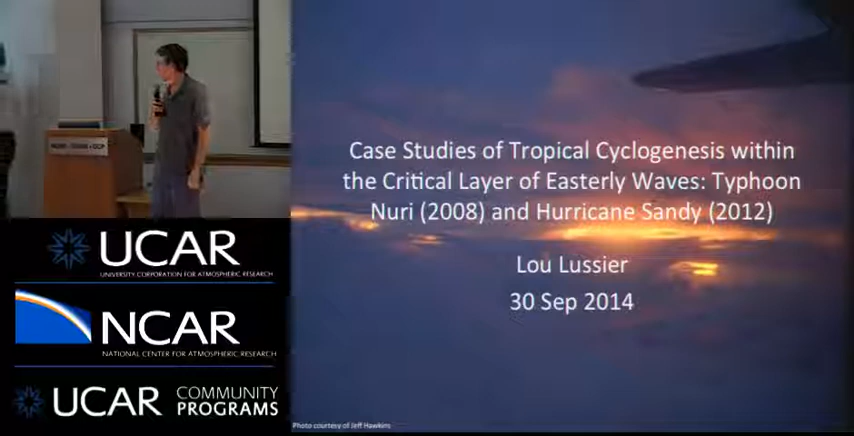 Case Studies of Tropical Cyclogenesis within
the Critical Layer of Easterly Waves: Typhoon
Nuri (2008) and Hurricane Sandy (2012)
Lou Lussier
30 Sep 2014
Photo courtesy of Jeff Hawkins
UCAR
UNIVERSITY CORPORATION FOR ATMOSPHERIC RESEARCH
NCAR
NATIONAL CENTER FOR ATMOSPHERIC RESEARCH
UCAR COMMUNITY
PROGRAMS